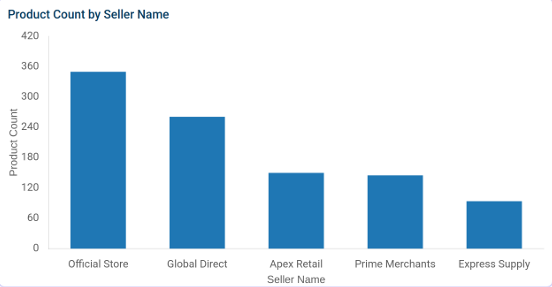 Product Count by Seller Name
420
360
300
240
180
120
60
0
Product Count
Official Store
Global Direct
Apex Retail
Prime Merchants
Express Supply
Seller Name